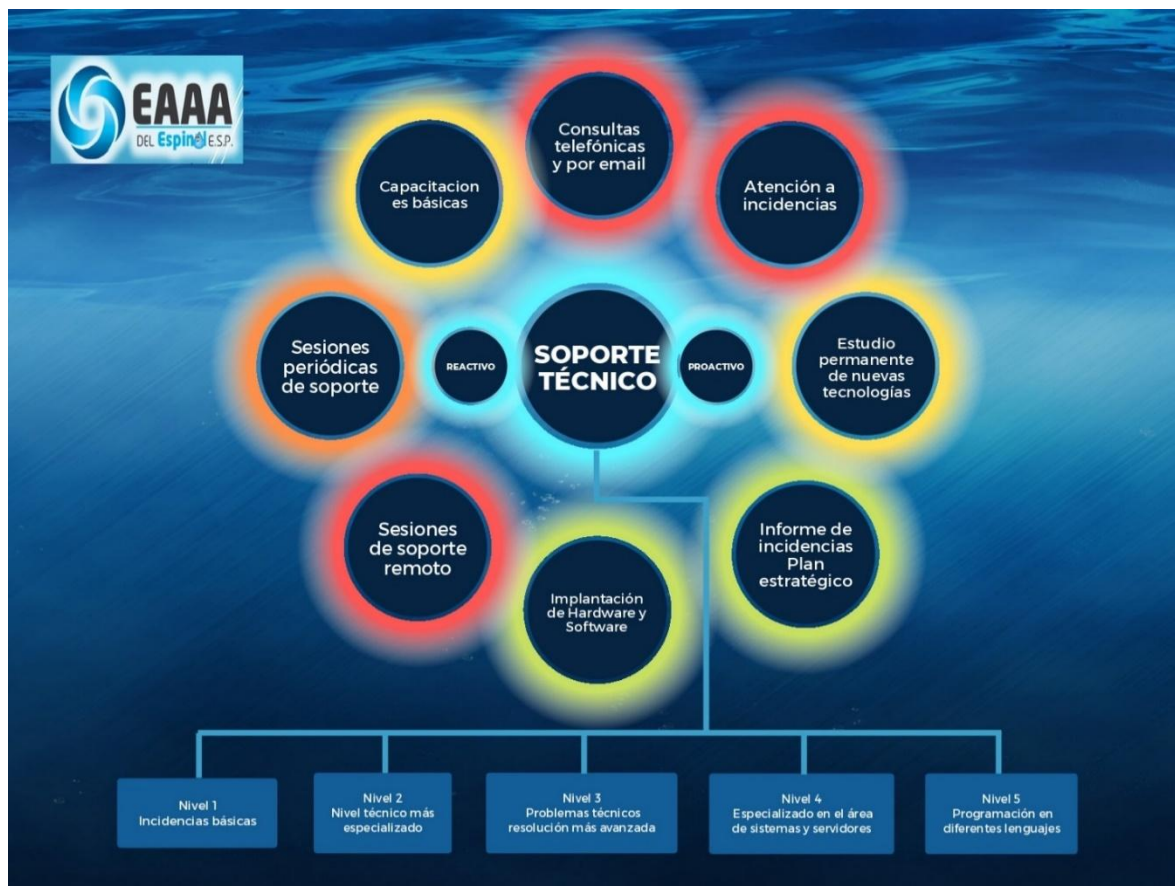 EAAA
DEL Espinal E.S.P.
Consultas
telefónicas
y por email
Capacitacion
es básicas
Atención a
incidencias
Sesiones
periódicas
de soporte
REACTIVO
SOPORTE
TÉCNICO
PROACTIVO
Estudio
permanente
de nuevas
tecnologías
Sesiones
de soporte
remoto
Implantación
de Hardware y
Software
Informe de
incidencias
Plan
estratégico
Nivel 1
Incidencias básicas
Nivel 2
Nivel técnico más
especializado
Nivel 3
Problemas técnicos
resolución más avanzada
Nivel 4
Especializado en el área
de sistemas y servidores
Nivel 5
Programación en
diferentes lenguajes